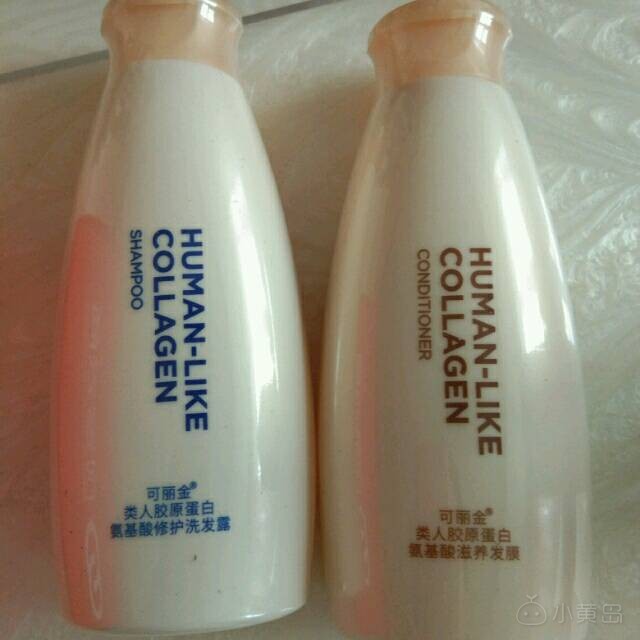 HUMAN-LIKE
COLLAGEN
SHAMPOO
可丽金®
类人胶原蛋白
氨基酸修护洗发露
HUMAN-LIKE
COLLAGEN
CONDITIONER
可丽金®
类人胶原蛋白
氨基酸滋养发膜
小黄岛